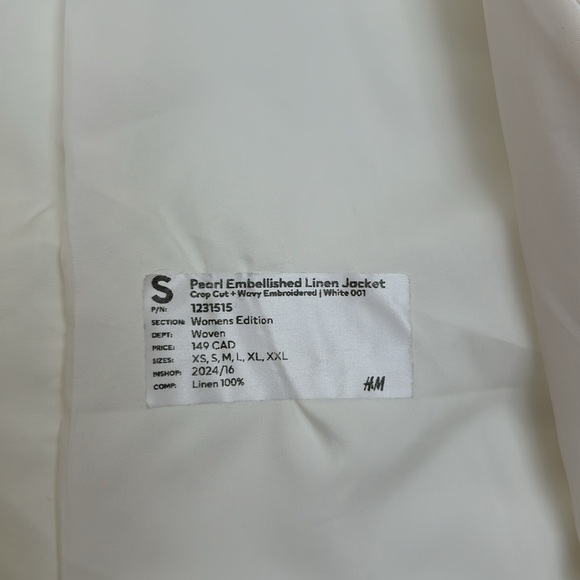 S Pearl Embellished Linen Jacket
Crop Cut + Wavy Embroidered | White 001
P/N: 1231515
SECTION: Womens Edition
DEPT: Woven
PRICE: 149 CAD
SIZES: XS, S, M, L, XL, XXL
INSHOP: 2024/16
COMP: Linen 100%
H&M